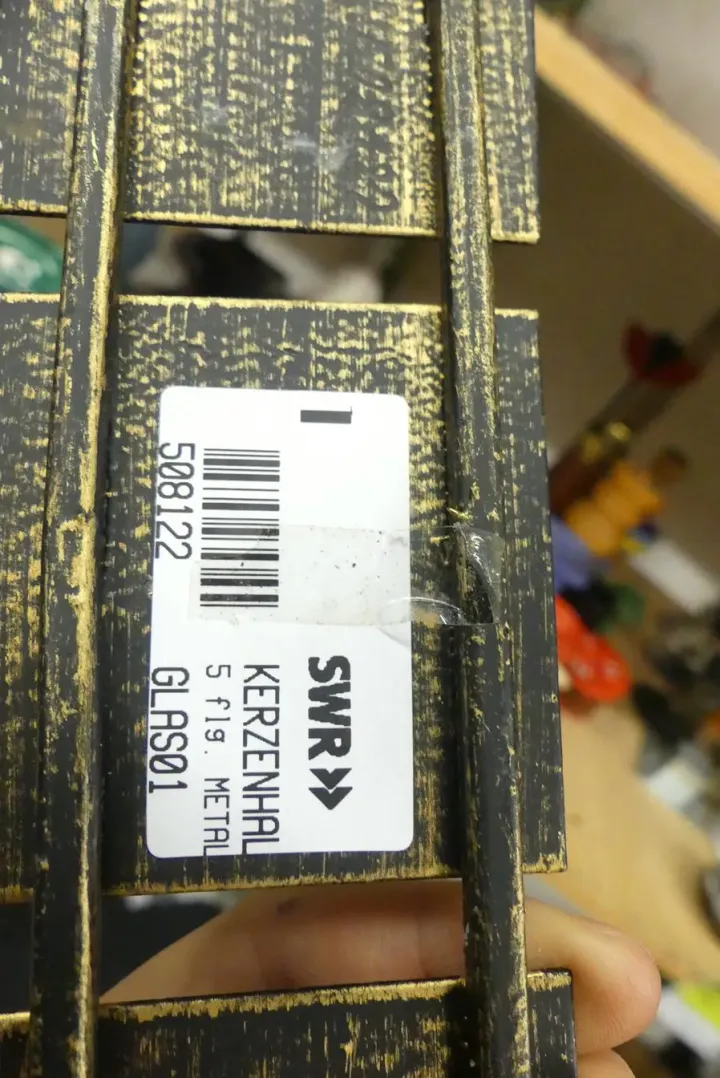 I
508122
SWR
KERZENHAL
5 flg. METAL
GLAS01